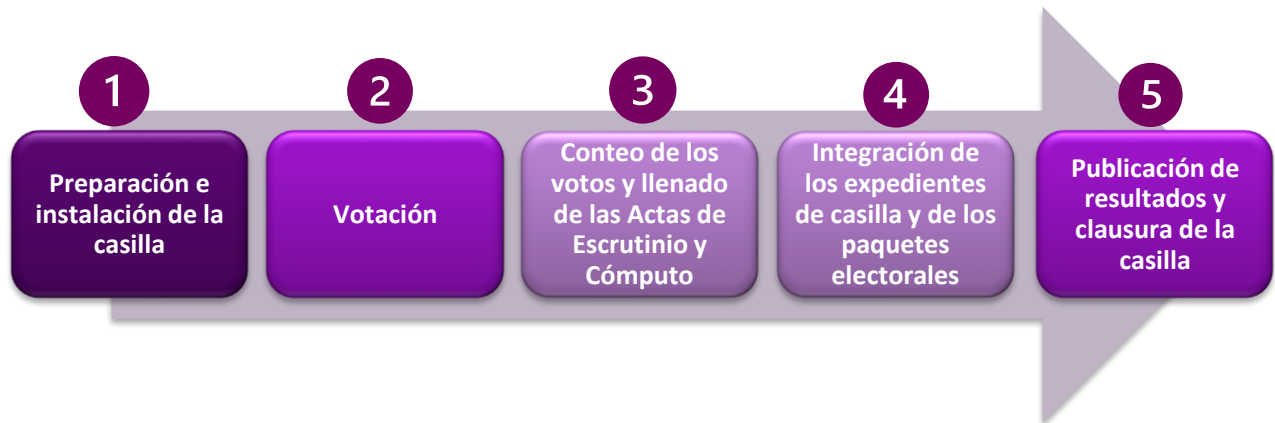 1
Preparación e
instalación de la
casilla
2
Votación
3
Conteo de los
votos y llenado
de las Actas de
Escrutinio y
Cómputo
4
Integración de
los expedientes
de casilla y de los
paquetes
electorales
5
Publicación de
resultados y
clausura de la
casilla